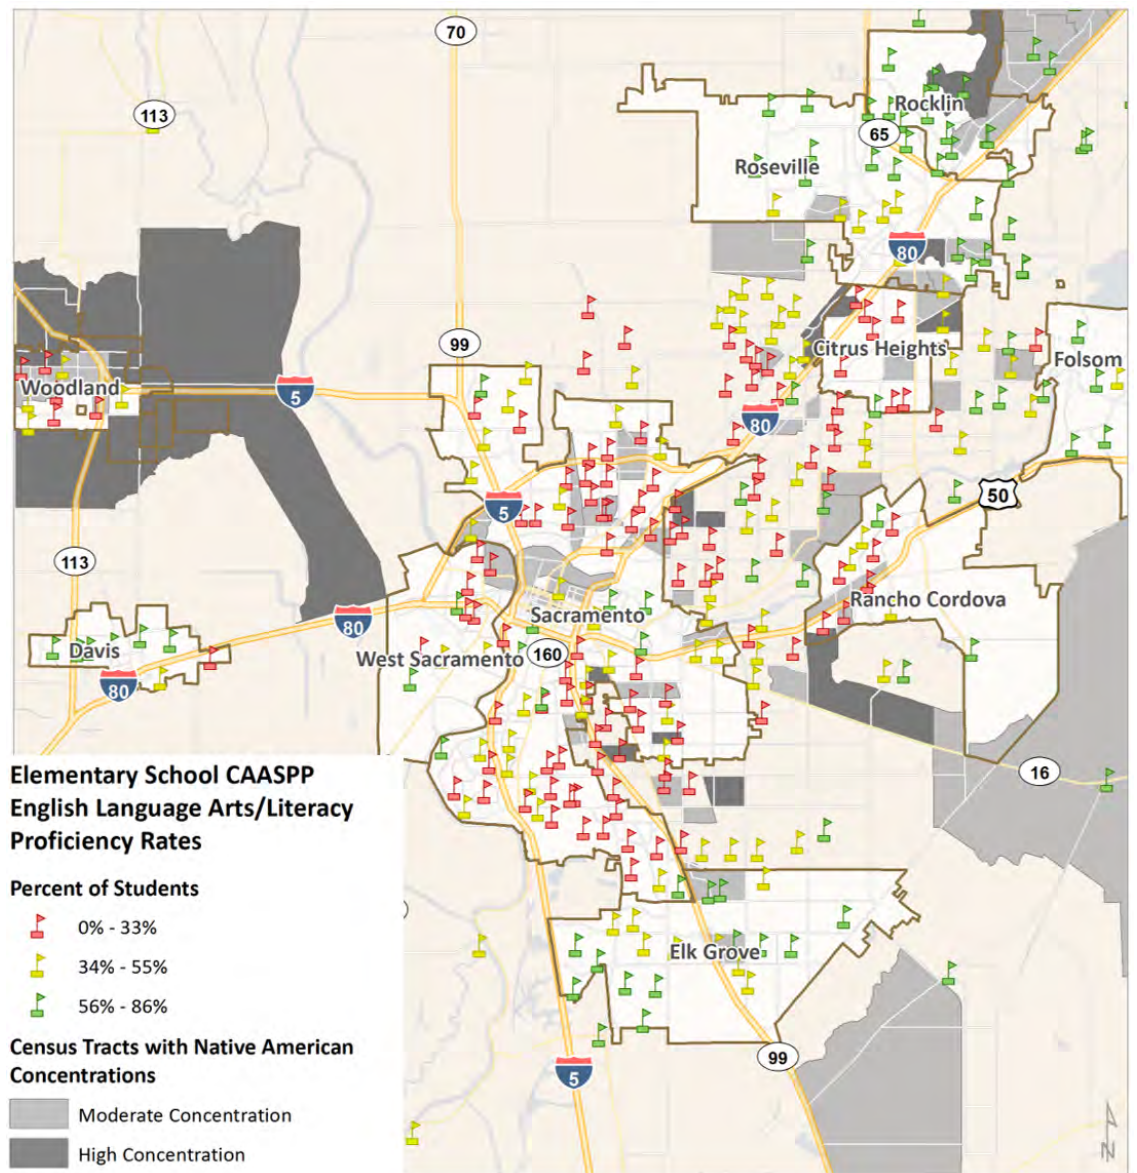 70
113
Rocklin
65
Roseville
80
99
Citrus Heights
Folsom
Woodland
5
80
50
5
113
Rancho Cordova
Sacramento
80
Davis
West Sacramento
160
80
16
Elementary School CAASPP
English Language Arts/Literacy
Proficiency Rates
Percent of Students
0% - 33%
34% - 55%
56% - 86%
Elk Grove
Census Tracts with Native American
Concentrations
99
5
Moderate Concentration
High Concentration
N